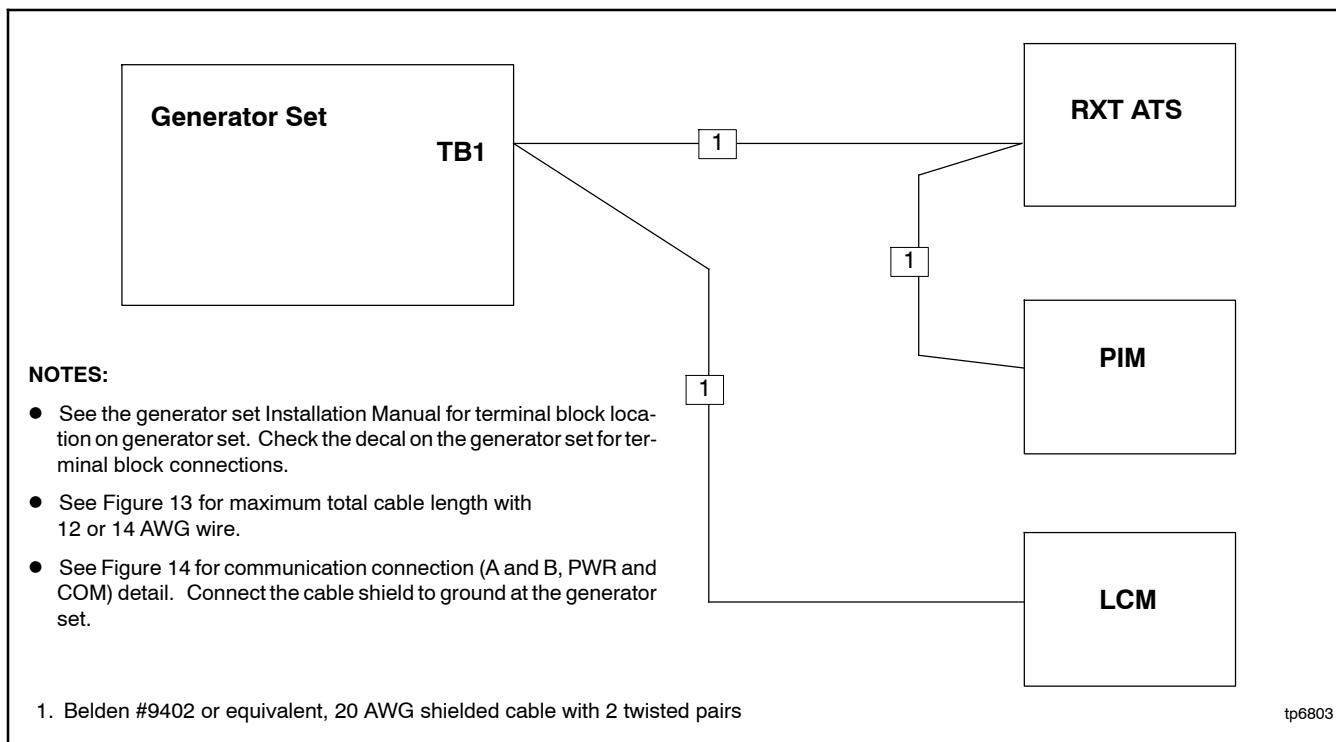 Generator Set
TB1
1
RXT ATS
1
PIM
1
LCM
NOTES:
● See the generator set Installation Manual for terminal block loca-
tion on generator set. Check the decal on the generator set for ter-
minal block connections.
● See Figure 13 for maximum total cable length with
12 or 14 AWG wire.
● See Figure 14 for communication connection (A and B, PWR and
COM) detail. Connect the cable shield to ground at the generator
set.
1. Belden #9402 or equivalent, 20 AWG shielded cable with 2 twisted pairs
tp6803